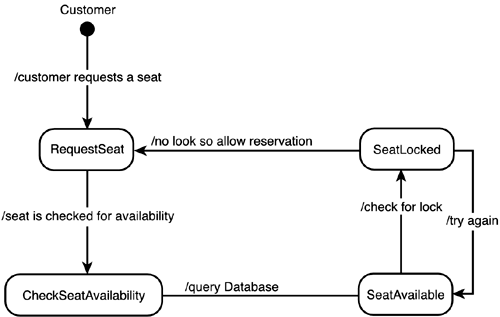 Customer
/customer requests a seat
/no look so allow reservation
RequestSeat
SeatLocked
/seat is checked for availability
/check for lock
/try again
/query Database
CheckSeatAvailability
SeatAvailable